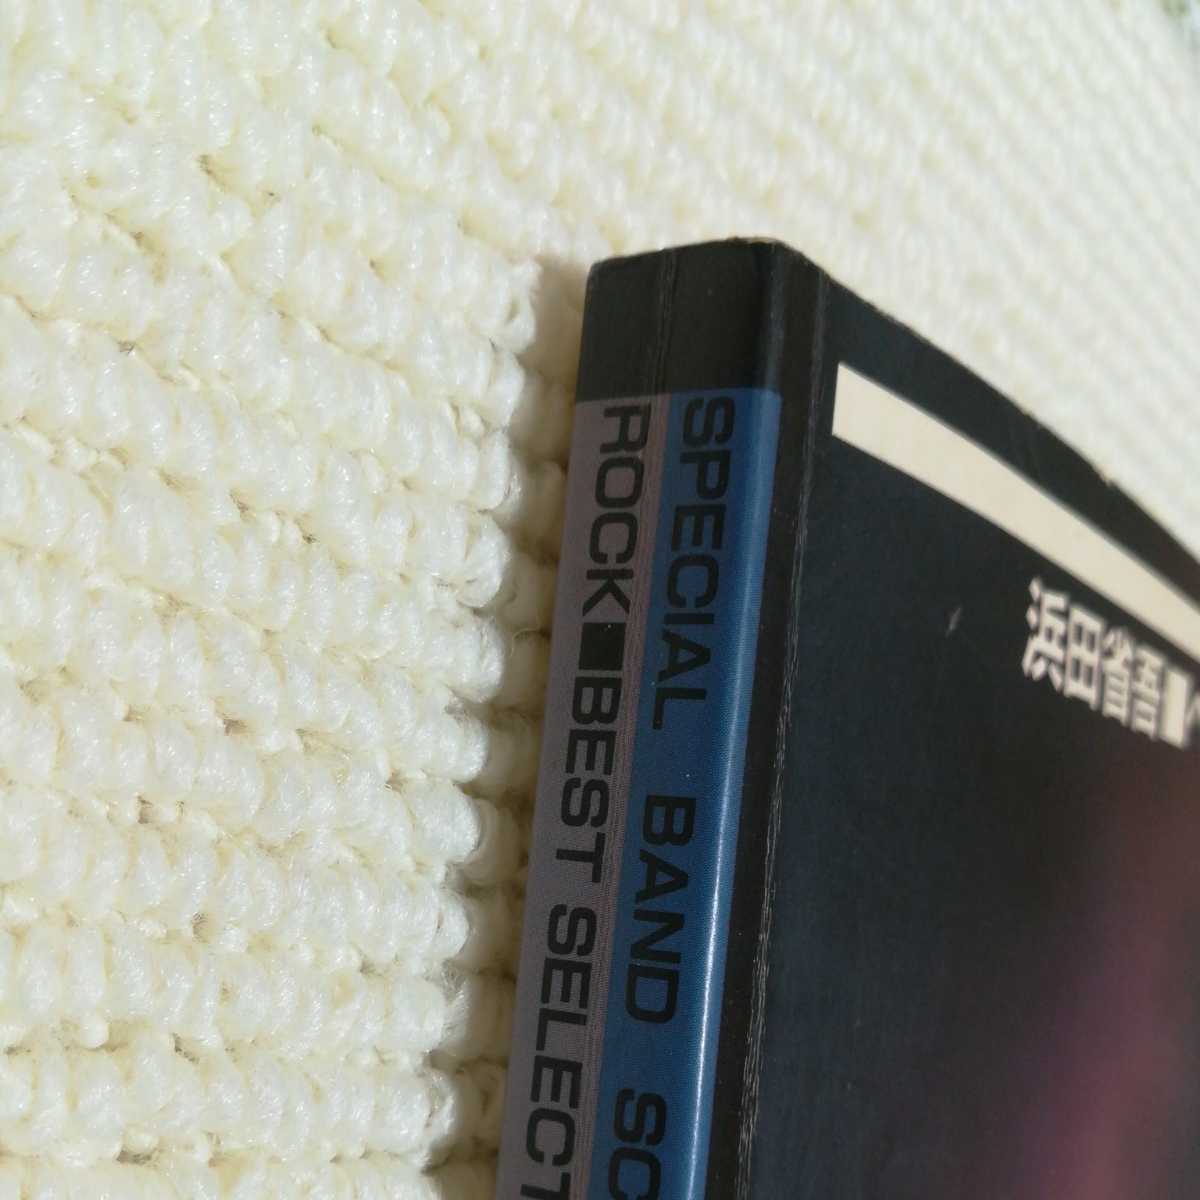 SPECIAL BAND SC
ROCK■BEST SELECT
浜田省吾■